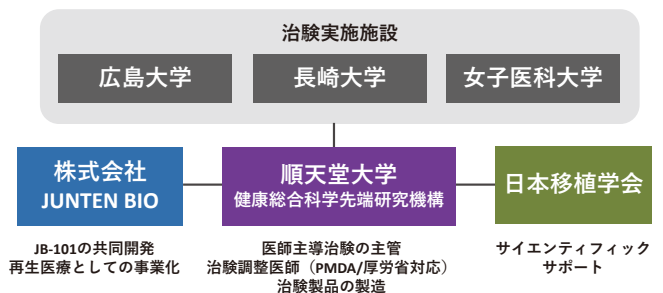 治験実施施設
広島大学
長崎大学
女子医科大学
株式会社
JUNTEN BIO
順天堂大学
健康総合科学先端研究機構
日本移植学会
JB-101の共同開発
再生医療としての事業化
医師主導治験の主管
治験調整医師（PMDA/厚労省対応）
治験製品の製造
サイエンティフィック
サポート